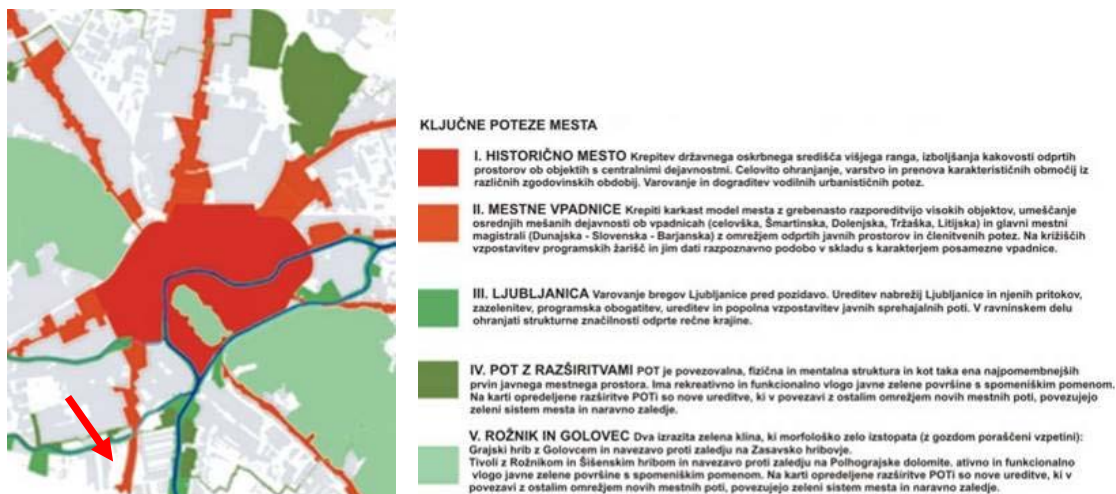 KLJUČNE POTEZE MESTA
I. HISTORIČNO MESTO Krepitev državnega oskrbnega središča višjega ranga, izboljšanja kakovosti odprtih
prostorov ob objektih s centralnimi dejavnostmi. Celovito ohranjanje, varstvo in prenova karakterističnih območij iz
različnih zgodovinskih obdobij. Varovanje in dograditev vodilnih urbanističnih potez.
II. MESTNE VPADNICE Krepiti karkast model mesta z grebenasto razporeditvijo visokih objektov, umeščanje
osrednjih mešanih dejavnosti ob vpadnicah (celovška, Šmartinska, Dolenjska, Tržaška, Litijska) in glavni mestni
magistrali (Dunajska - Slovenska - Barjanska) z omrežjem odprtih javnih prostorov in členitvenih potez. Na križiščih
vzpostavitev programskih žarišč in jim dati razpoznavno podobo v skladu s karakterjem posamezne vpadnice.
III. LJUBLJANICA Varovanje bregov Ljubljanice pred pozidavo. Ureditev nabrežij Ljubljanice in njenih pritokov,
zazelenitev, programska obogatitev, ureditev in popolna vzpostavitev javnih sprehajalnih poti. V ravninskem delu
ohranjati strukturne značilnosti odprte rečne krajine.
IV. POT Z RAZŠIRITVAMI POT je povezovalna, fizična in mentalna struktura in kot taka ena najpomembnejših
prvin javnega mestnega prostora. Ima rekreativno in funkcionalno vlogo javne zelene površine s spomeniškim pomenom.
Na karti opredeljene razširitve POTi so nove ureditve, ki v povezavi z ostalim omrežjem novih mestnih poti, povezujejo
zeleni sistem mesta in naravno zaledje.
V. ROŽNIK IN GOLOVEC Dva izrazita zelena klina, ki morfološko zelo izstopata (z gozdom poraščeni vzpetini):
Grajski hrib z Golovcem in navezavo proti zaledju na Zasavsko hribovje.
Tivoli z Rožnikom in Šišenskim hribom in navezavo proti zaledju na Polhograjske dolomite. ativno in funkcionalno
vlogo javne zelene površine s spomeniškim pomenom. Na karti opredeljene razširitve POTi so nove ureditve, ki v
povezavi z ostalim omrežjem novih mestnih poti, povezujejo zeleni sistem mesta in naravno zaledje.